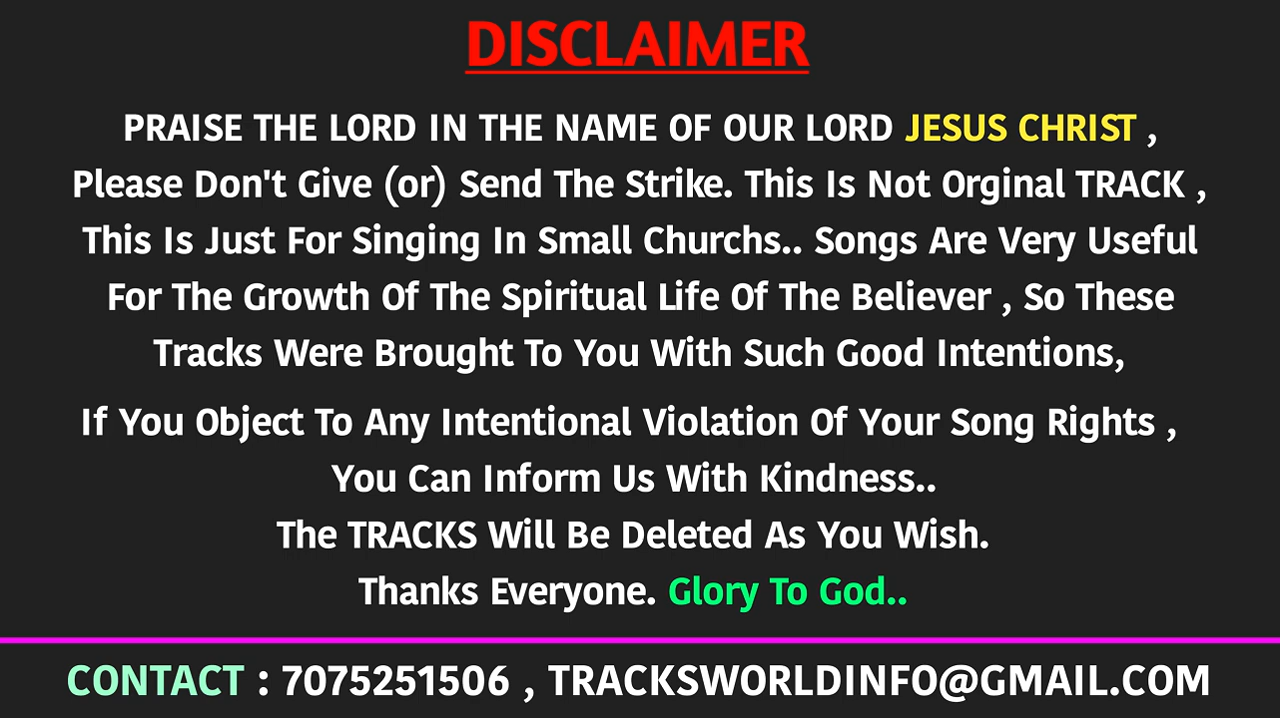 DISCLAIMER
PRAISE THE LORD IN THE NAME OF OUR LORD JESUS CHRIST ,
Please Don't Give (or) Send The Strike. This Is Not Orginal TRACK ,
This Is Just For Singing In Small Churchs.. Songs Are Very Useful
For The Growth Of The Spiritual Life Of The Believer , So These
Tracks Were Brought To You With Such Good Intentions,
If You Object To Any Intentional Violation Of Your Song Rights ,
You Can Inform Us With Kindness..
The TRACKS Will Be Deleted As You Wish.
Thanks Everyone. Glory To God..
CONTACT : 7075251506 , TRACKSWORLDINFO@GMAIL.COM